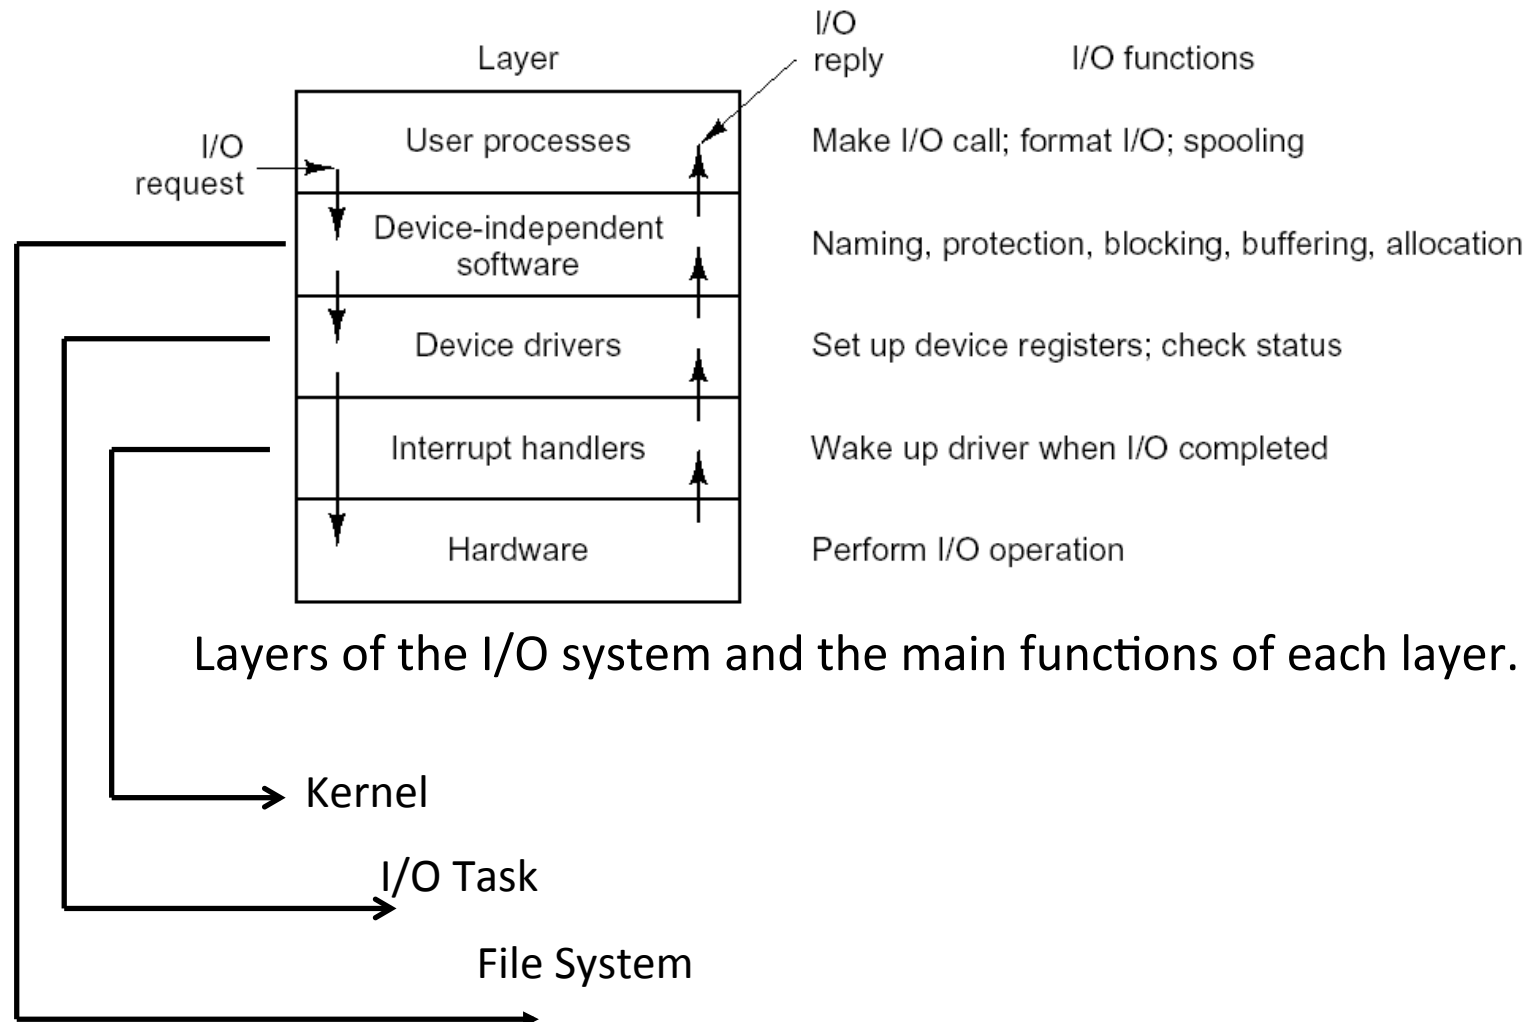 Layer
I/O
reply
I/O functions
I/O
request
User processes
Make I/O call; format I/O; spooling
Device-independent
software
Naming, protection, blocking, buffering, allocation
Device drivers
Set up device registers; check status
Interrupt handlers
Wake up driver when I/O completed
Hardware
Perform I/O operation
Layers of the I/O system and the main functions of each layer.
Kernel
I/O Task
File System